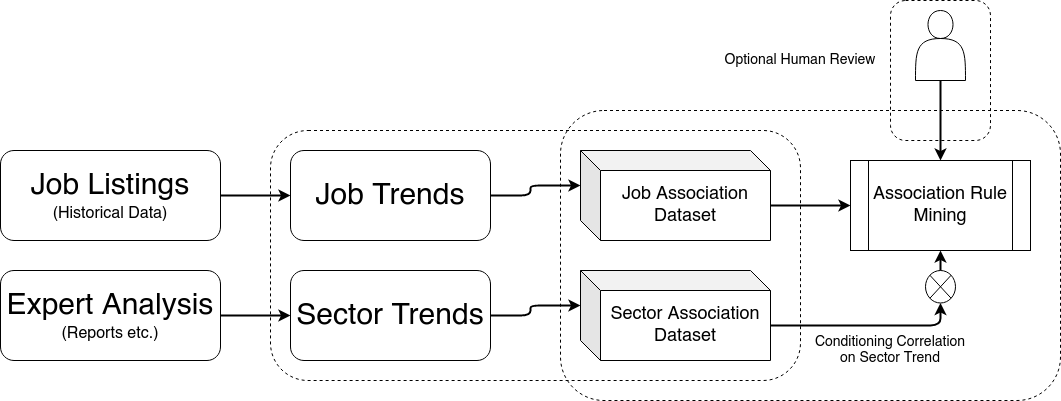 Optional Human Review
Job Listings
(Historical Data)
Job Trends
Job Association
Dataset
Association Rule
Mining
Expert Analysis
(Reports etc.)
Sector Trends
Sector Association
Dataset
Conditioning Correlation
on Sector Trend